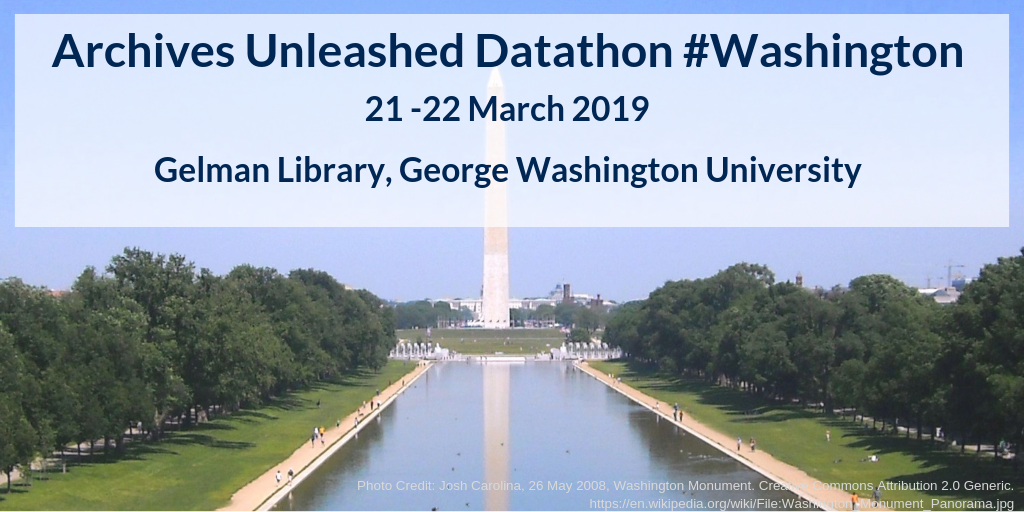 Archives Unleashed Datathon #Washington
21 -22 March 2019
Gelman Library, George Washington University
Photo Credit: Josh Carolina, 26 May 2008, Washington Monument. Creative Commons Attribution 2.0 Generic.
https://en.wikipedia.org/wiki/File:Washington_Monument_Panorama.jpg